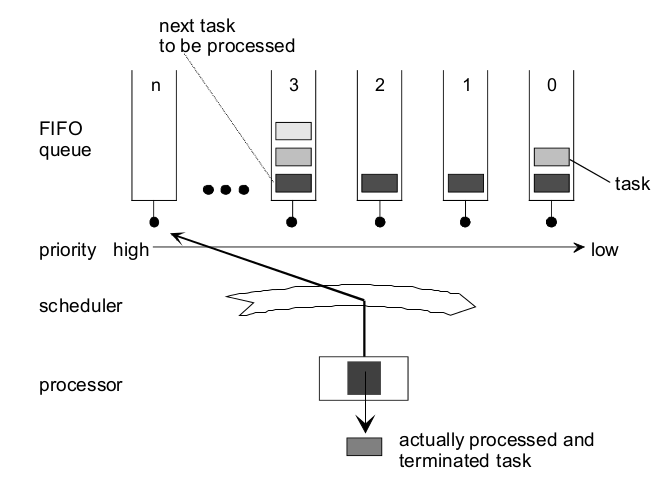 next task
to be processed
n
3
2
1
0
FIFO
queue
task
priority high
low
scheduler
processor
actually processed and
terminated task